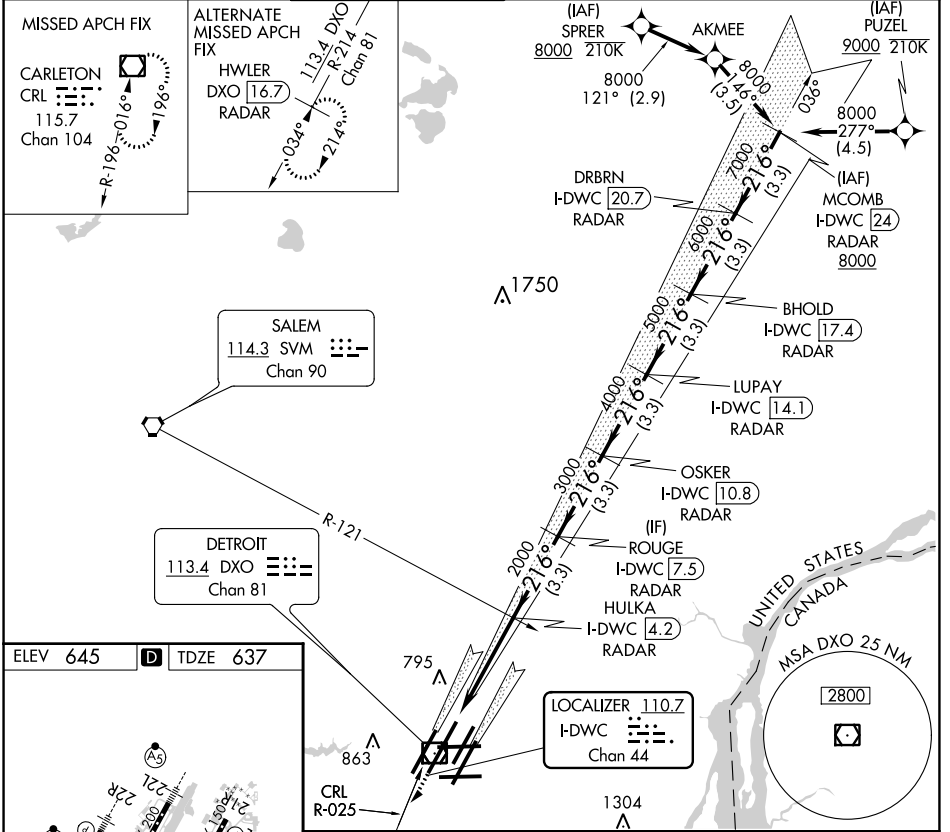 MISSED APCH FIX
CARLETON
CRL
115.7
Chan 104
016°
196°
R-196
ALTERNATE
MISSED APCH
FIX
HWLER
DXO 16.7
RADAR
113.4 DXO
R-214
Chan 81
034°
214°
(IAF)
SPRER
8000 210K
8000
121° (2.9)
AKMEE
8000
146°
(3.5)
(IAF)
PUZEL
9000 210K
036°
8000
277°
(4.5)
(IAF)
MCOMB
I-DWC 24
RADAR
8000
7000
216°
(3.3)
DRBRN
I-DWC 20.7
RADAR
6000
216°
(3.3)
BHOLD
I-DWC 17.4
RADAR
5000
216°
(3.3)
LUPAY
I-DWC 14.1
RADAR
4000
216°
(3.3)
OSKER
I-DWC 10.8
RADAR
3000
216°
(3.3)
(IF)
ROUGE
I-DWC 7.5
RADAR
2000
216°
(3.3)
HULKA
I-DWC 4.2
RADAR
1750
SALEM
114.3 SVM
Chan 90
R-121
DETROIT
113.4 DXO
Chan 81
UNITED STATES
CANADA
MSA DXO 25 NM
2800
LOCALIZER 110.7
I-DWC
Chan 44
795
863
1304
CRL
R-025
ELEV 645 D TDZE 637
A5
22R
22L
21R
200
150